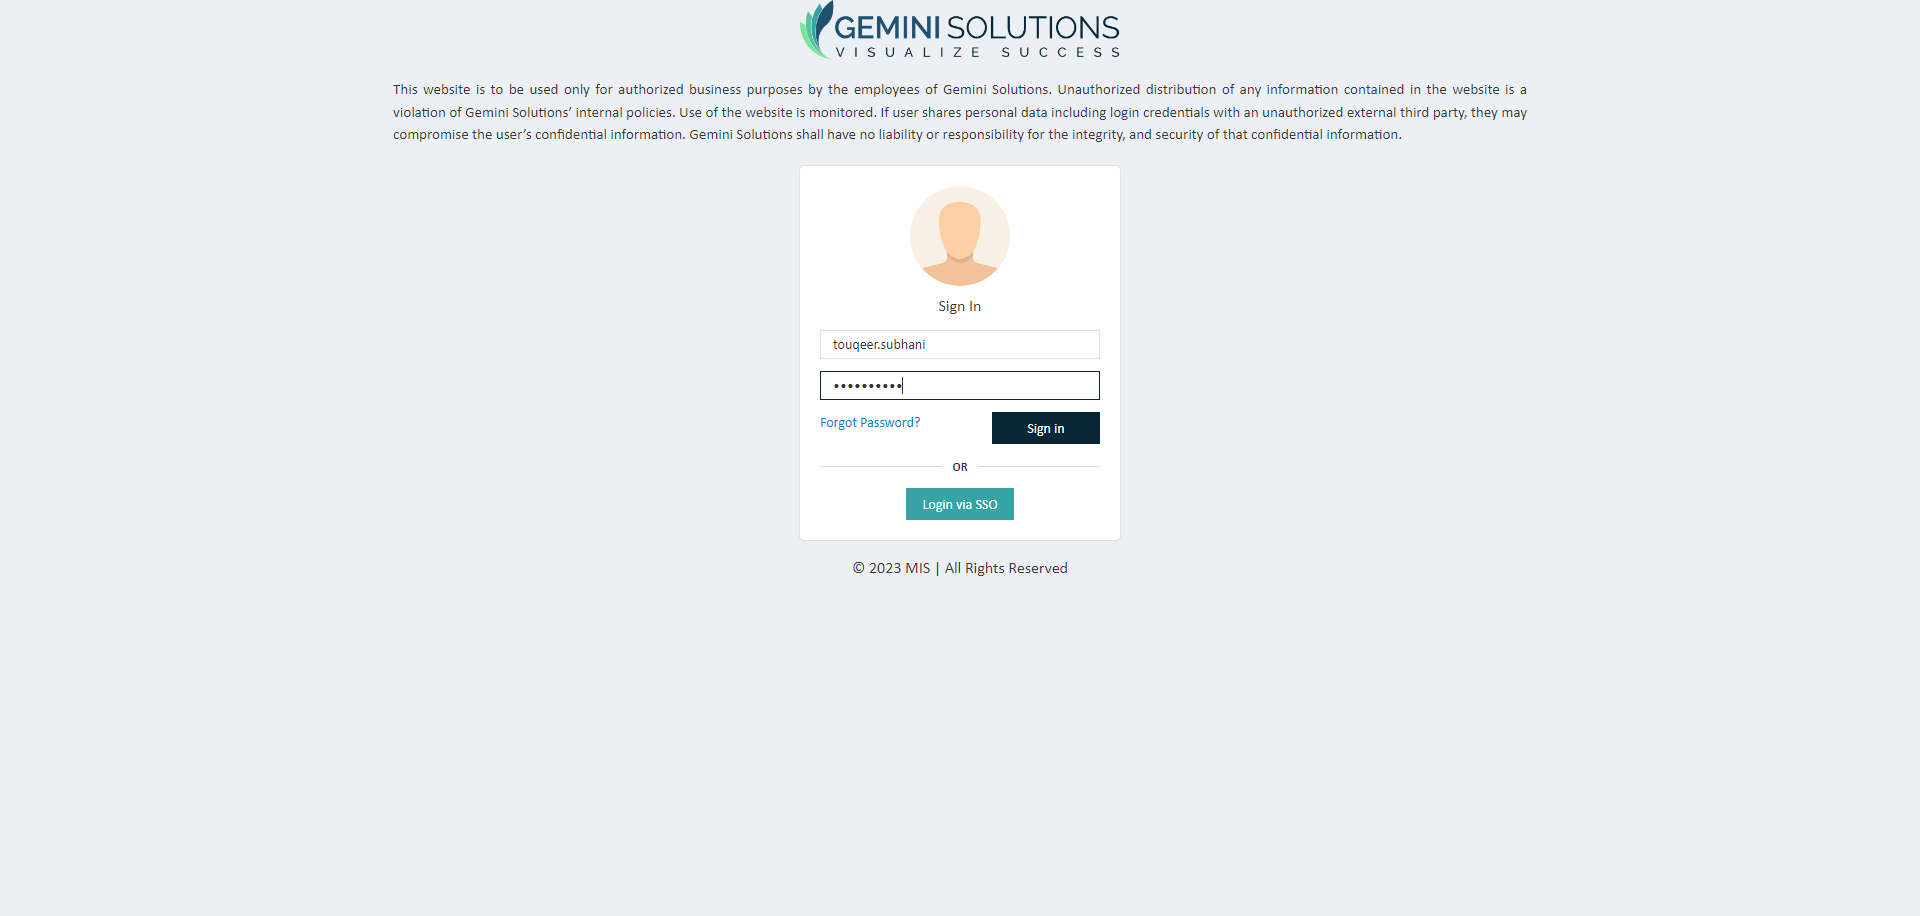 GEMINI SOLUTIONS
VISUALIZE SUCCESS
This website is to be used only for authorized business purposes by the employees of Gemini Solutions. Unauthorized distribution of any information contained in the website is a
violation of Gemini Solutions’ internal policies. Use of the website is monitored. If user shares personal data including login credentials with an unauthorized external third party, they may
compromise the user’s confidential information. Gemini Solutions shall have no liability or responsibility for the integrity, and security of that confidential information.
Sign In
touqeer.subhani
••••••••••
Forgot Password?
Sign in
OR
Login via SSO
© 2023 MIS | All Rights Reserved